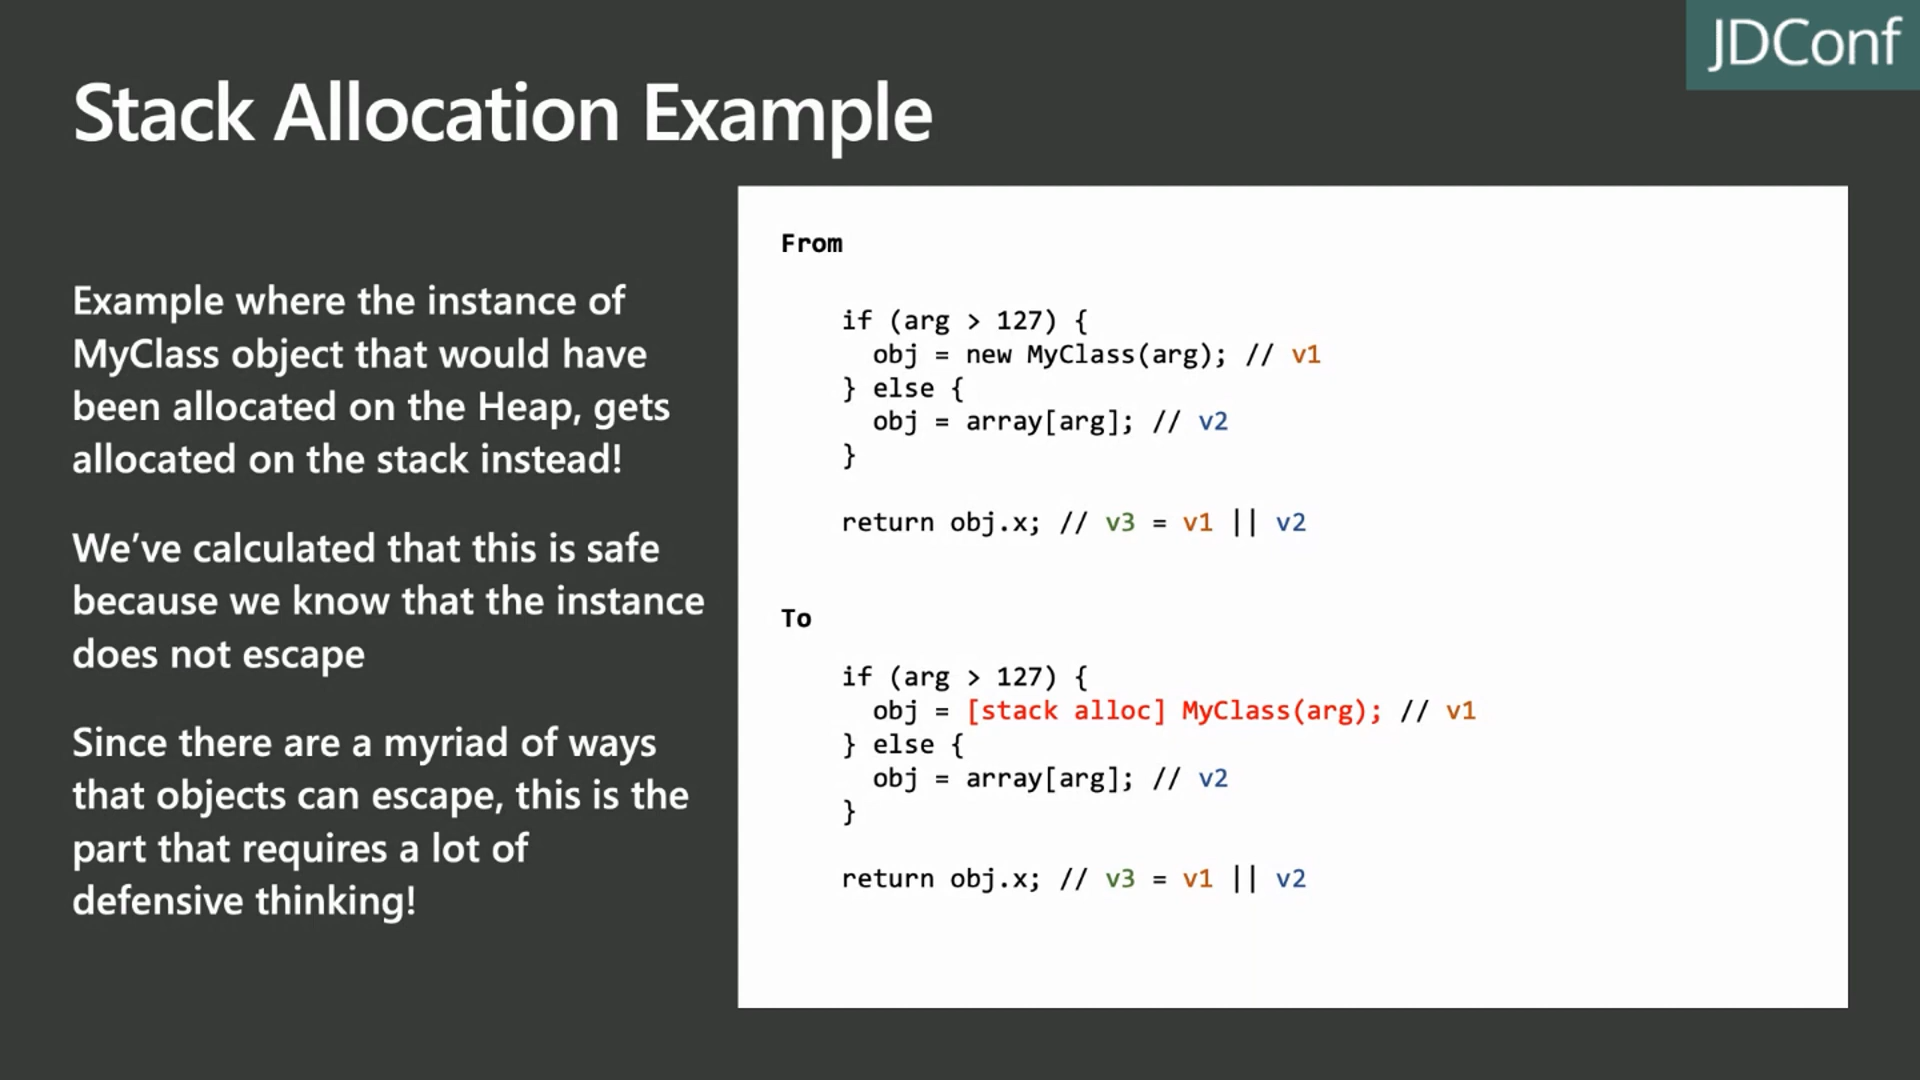 JDConf
Stack Allocation Example
Example where the instance of
MyClass object that would have
been allocated on the Heap, gets
allocated on the stack instead!
We’ve calculated that this is safe
because we know that the instance
does not escape
Since there are a myriad of ways
that objects can escape, this is the
part that requires a lot of
defensive thinking!
From
if (arg > 127) {
  obj = new MyClass(arg); // v1
} else {
  obj = array[arg]; // v2
}
return obj.x; // v3 = v1 || v2
To
if (arg > 127) {
  obj = [stack alloc] MyClass(arg); // v1
} else {
  obj = array[arg]; // v2
}
return obj.x; // v3 = v1 || v2